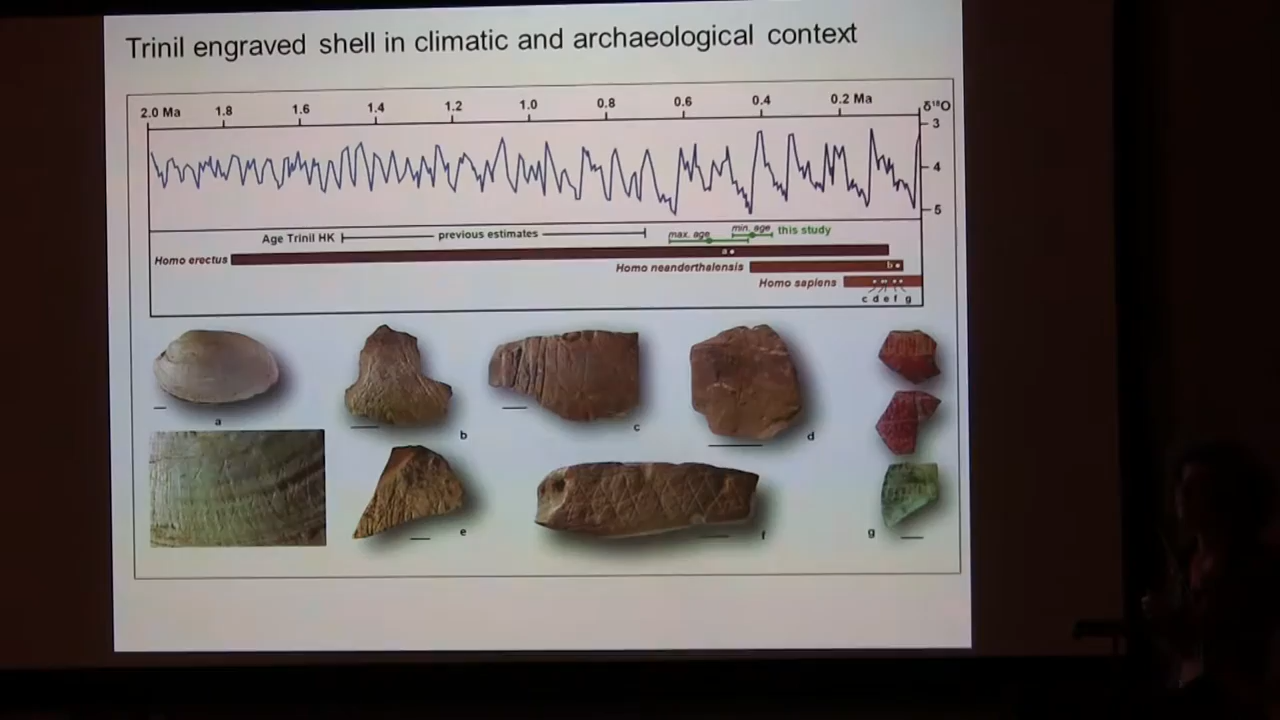 Trinil engraved shell in climatic and archaeological context
2.0 Ma 1.8 1.6 1.4 1.2 1.0 0.8 0.6 0.4 0.2 Ma δ¹⁸O
3
4
5
Age Trinil HK previous estimates max. age min. age this study
a
Homo erectus
Homo neanderthalensis b
Homo sapiens
c d e f g
a
b
c
d
e
f
g